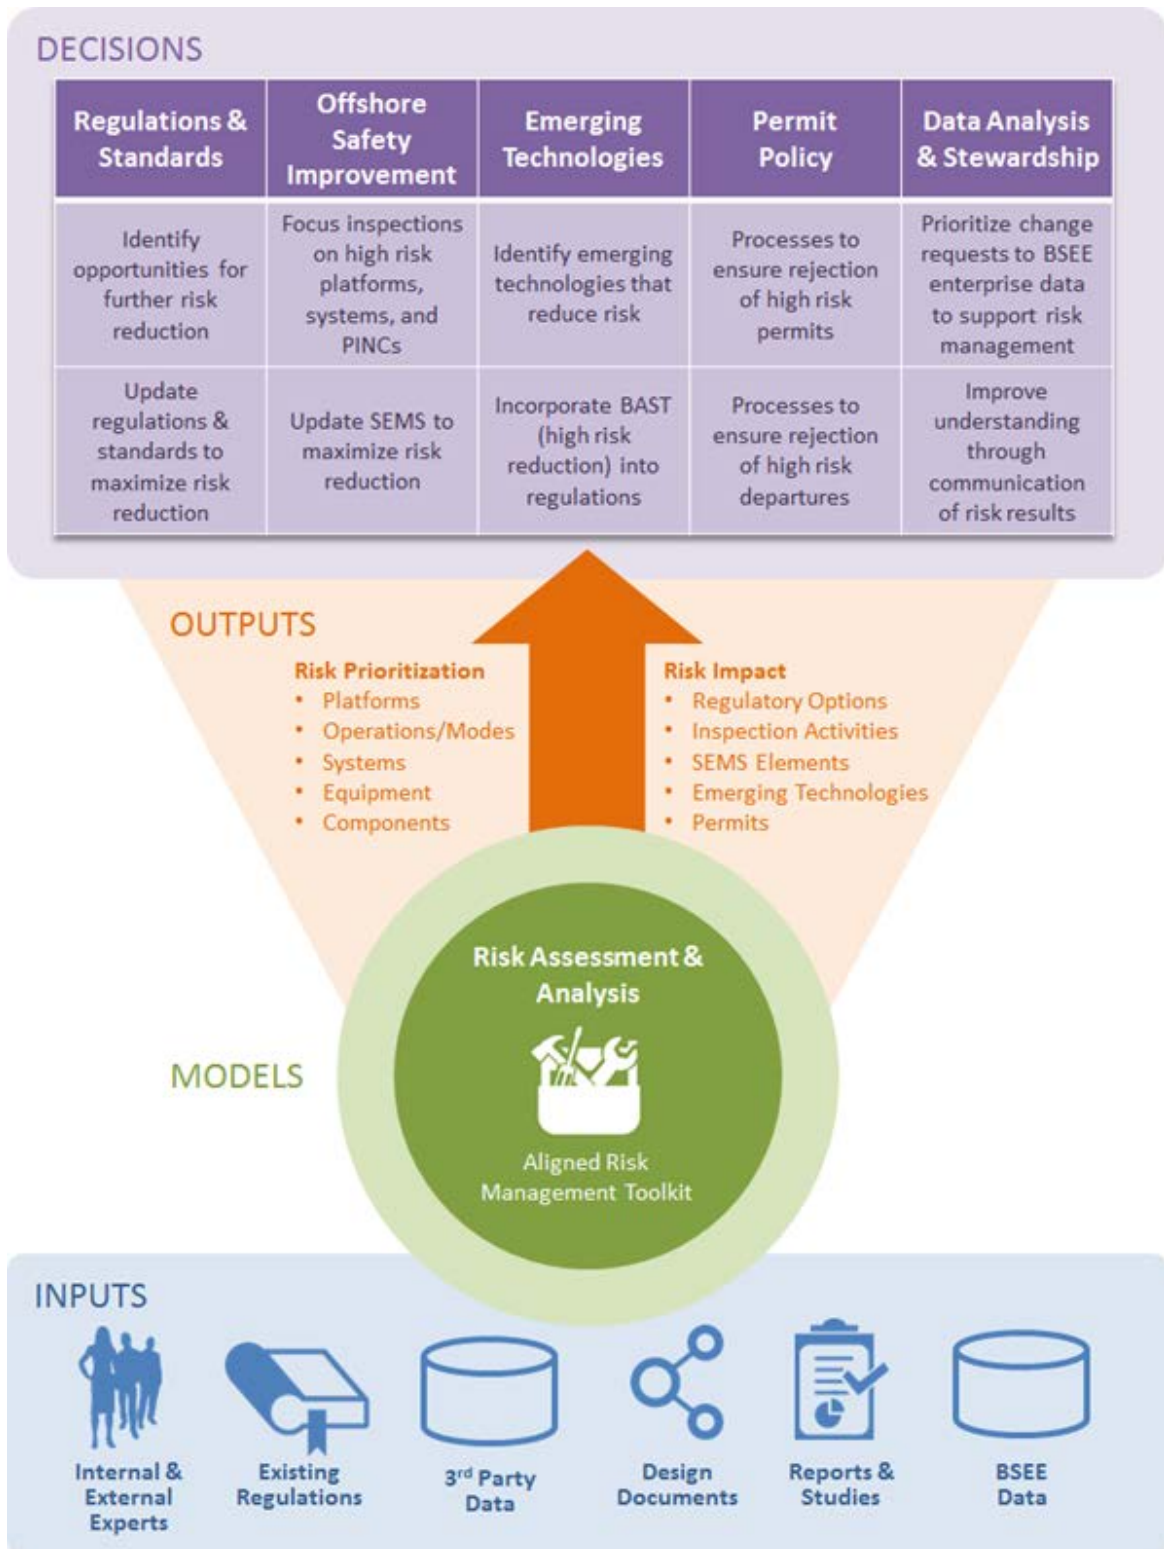 DECISIONS
Regulations &
Standards
Offshore
Safety
Improvement
Emerging
Technologies
Permit
Policy
Data Analysis
& Stewardship
Identify
opportunities for
further risk
reduction
Focus inspections
on high risk
platforms,
systems, and
PINCs
Identify emerging
technologies that
reduce risk
Processes to
ensure rejection
of high risk
permits
Prioritize change
requests to BSEE
enterprise data
to support risk
management
Update
regulations &
standards to
maximize risk
reduction
Update SEMS to
maximize risk
reduction
Incorporate BAST
(high risk
reduction) into
regulations
Processes to
ensure rejection
of high risk
departures
Improve
understanding
through
communication
of risk results
OUTPUTS
Risk Prioritization
• Platforms
• Operations/Modes
• Systems
• Equipment
• Components
Risk Impact
• Regulatory Options
• Inspection Activities
• SEMS Elements
• Emerging Technologies
• Permits
Risk Assessment &
Analysis
MODELS
Aligned Risk
Management Toolkit
INPUTS
Internal &
External
Experts
Existing
Regulations
3rd Party
Data
Design
Documents
Reports &
Studies
BSEE
Data